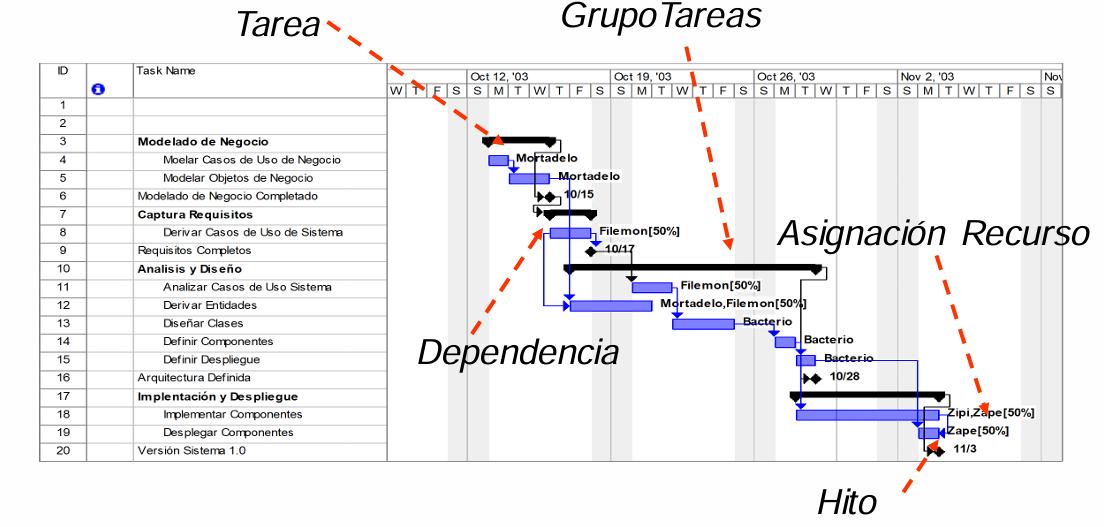 Tarea
GrupoTareas
ID Task Name Oct 12, '03 Oct 19, '03 Oct 26, '03 Nov 2, '03 Nov
W T F S S M T W T F S S M T W T F S S M T W T F S S M T W T F S S
1
2
3 Modelado de Negocio
4 Moelar Casos de Uso de Negocio Mortadelo
5 Modelar Objetos de Negocio Mortadelo
6 Modelado de Negocio Completado 10/15
7 Captura Requisitos
8 Derivar Casos de Uso de Sistema Filemon[50%]
9 Requisitos Completos 10/17
10 Analisis y Diseño
11 Analizar Casos de Uso Sistema Filemon[50%]
12 Derivar Entidades Mortadelo,Filemon[50%]
13 Diseñar Clases Bacterio
14 Definir Componentes Bacterio
15 Definir Despliegue Bacterio
16 Arquitectura Definida 10/28
17 Implentación y Despliegue
18 Implementar Componentes Zipi,Zape[50%]
19 Desplegar Componentes Zape[50%]
20 Versión Sistema 1.0 11/3
Asignación Recurso
Dependencia
Hito